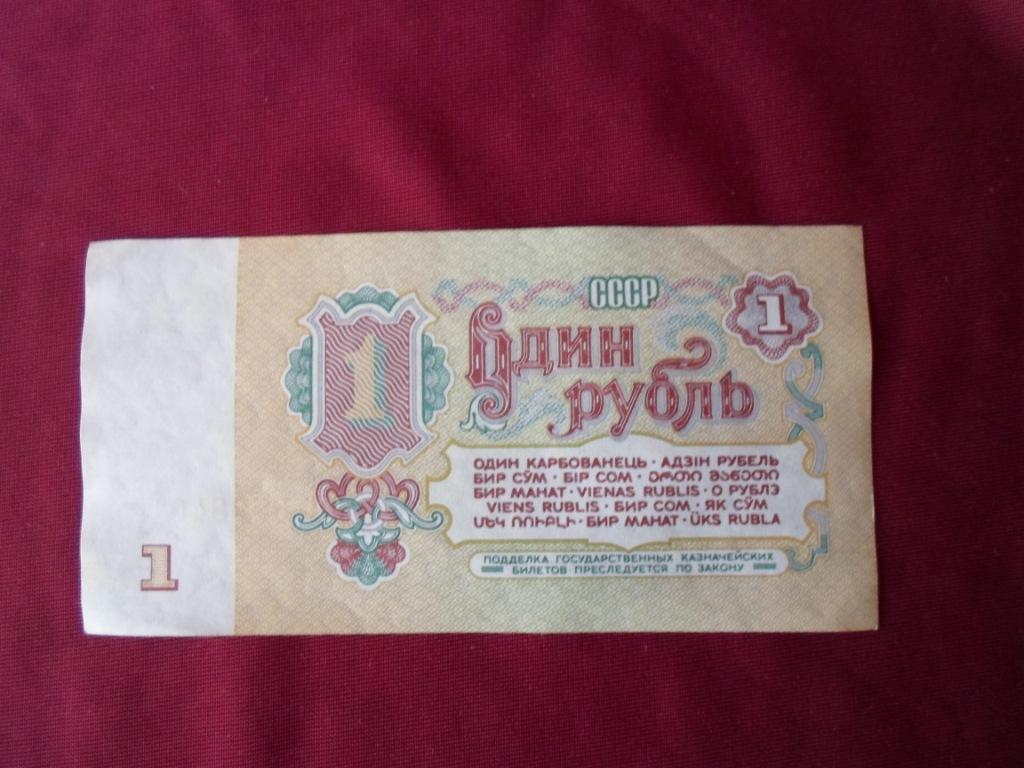 СССР
1
1
Один
рубль
ОДИН КАРБОВАНЕЦЬ · АДЗІН РУБЕЛЬ
БИР СЎМ · БІР СОМ · ᲔᲠᲗᲘ ᲛᲐᲜᲔᲗᲘ
БИР МАНАТ · VIENAS RUBLIS · О РУБЛЭ
VIENS RUBLIS · БИР СОМ · ЯК СӮМ
ՄԵԿ ՌՈՒԲԼԻ · БИР МАНАТ · ÜKS RUBLA
ПОДДЕЛКА ГОСУДАРСТВЕННЫХ КАЗНАЧЕЙСКИХ
БИЛЕТОВ ПРЕСЛЕДУЕТСЯ ПО ЗАКОНУ
1